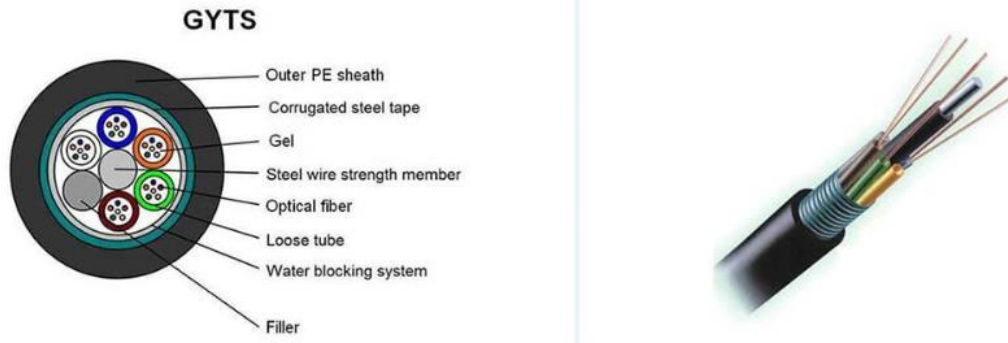 GYTS
Outer PE sheath
Corrugated steel tape
Gel
Steel wire strength member
Optical fiber
Loose tube
Water blocking system
Filler